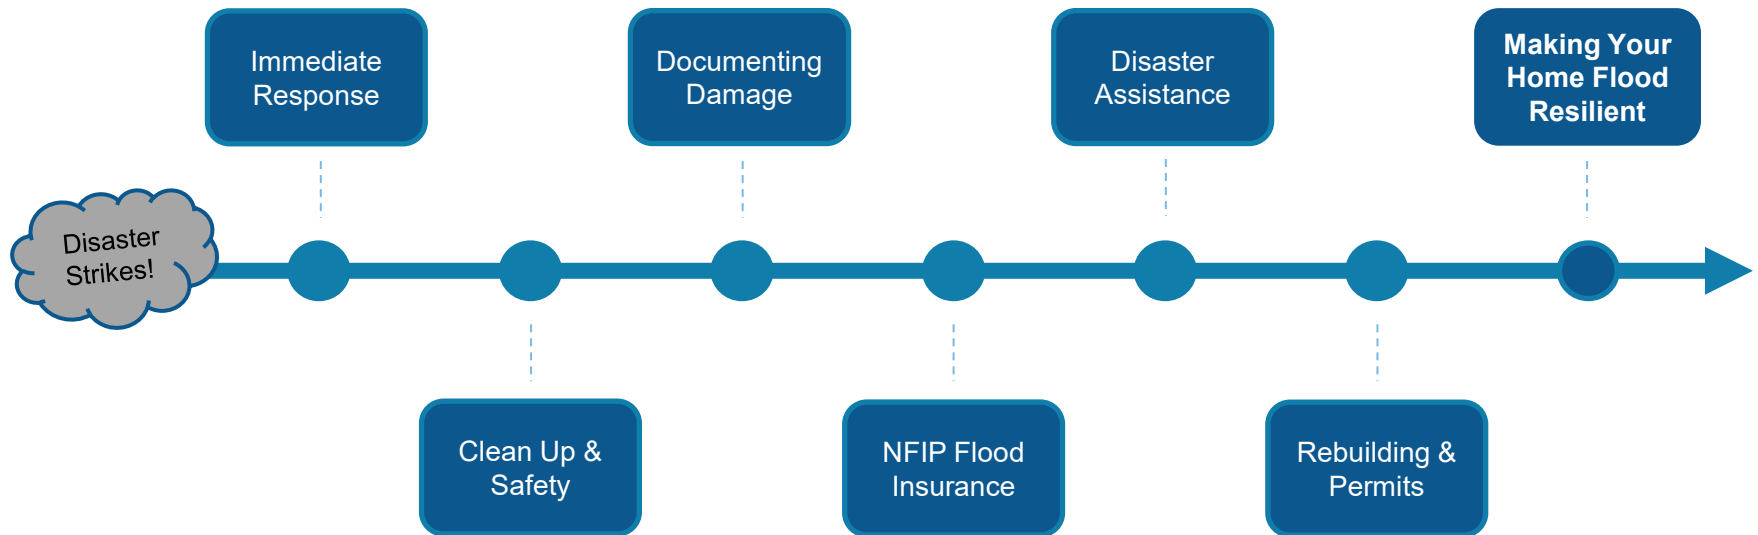 Immediate
Response
Documenting
Damage
Disaster
Assistance
Making Your
Home Flood
Resilient
Disaster
Strikes!
Clean Up &
Safety
NFIP Flood
Insurance
Rebuilding &
Permits